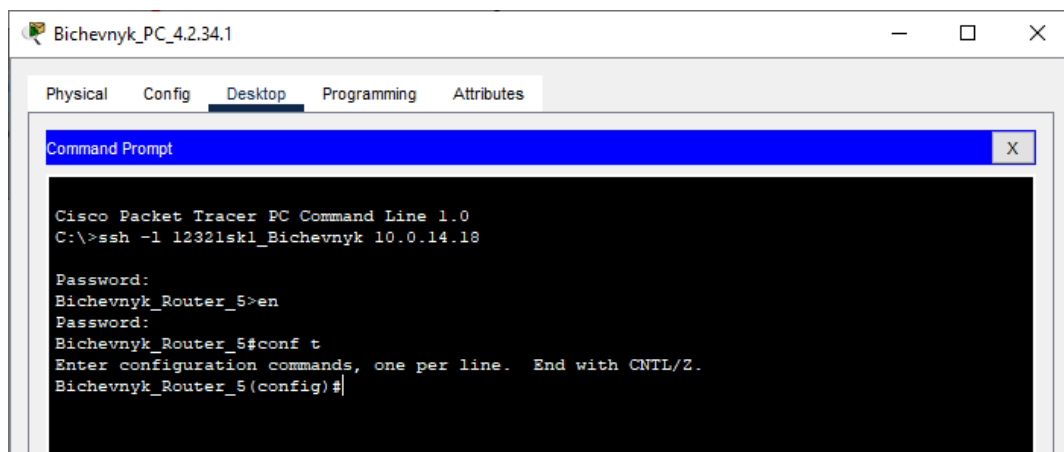 Bichevnyk_PC_4.2.34.1
Physical Config Desktop Programming Attributes
Command Prompt X
Cisco Packet Tracer PC Command Line 1.0
C:\>ssh -l 12321skl_Bichevnyk 10.0.14.18
Password:
Bichevnyk_Router_5>en
Password:
Bichevnyk_Router_5#conf t
Enter configuration commands, one per line.  End with CNTL/Z.
Bichevnyk_Router_5(config)#